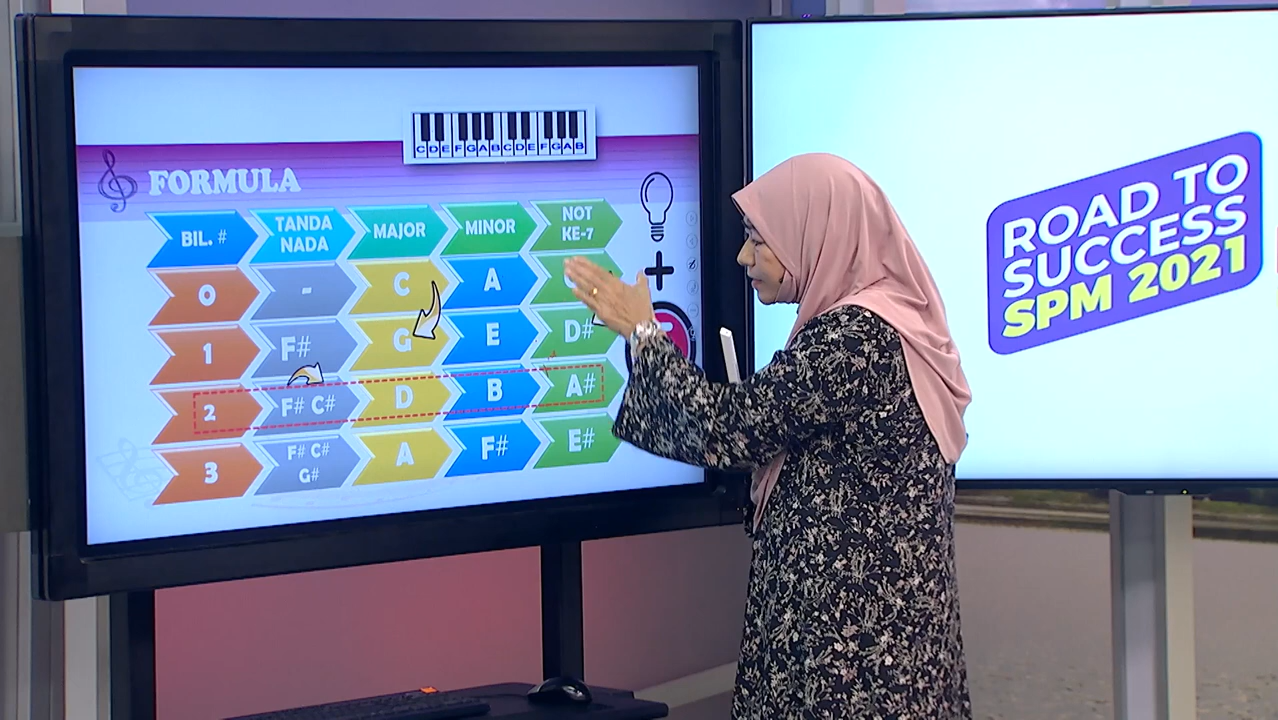 CDEFGABCDEFGAB
FORMULA
BIL. #
TANDA
NADA
MAJOR
MINOR
NOT
KE-7
0
-
C
A
1
F#
G
E
D#
2
F# C#
D
B
A#
3
F# C#
G#
A
F#
E#
+
ROAD TO
SUCCESS
SPM 2021